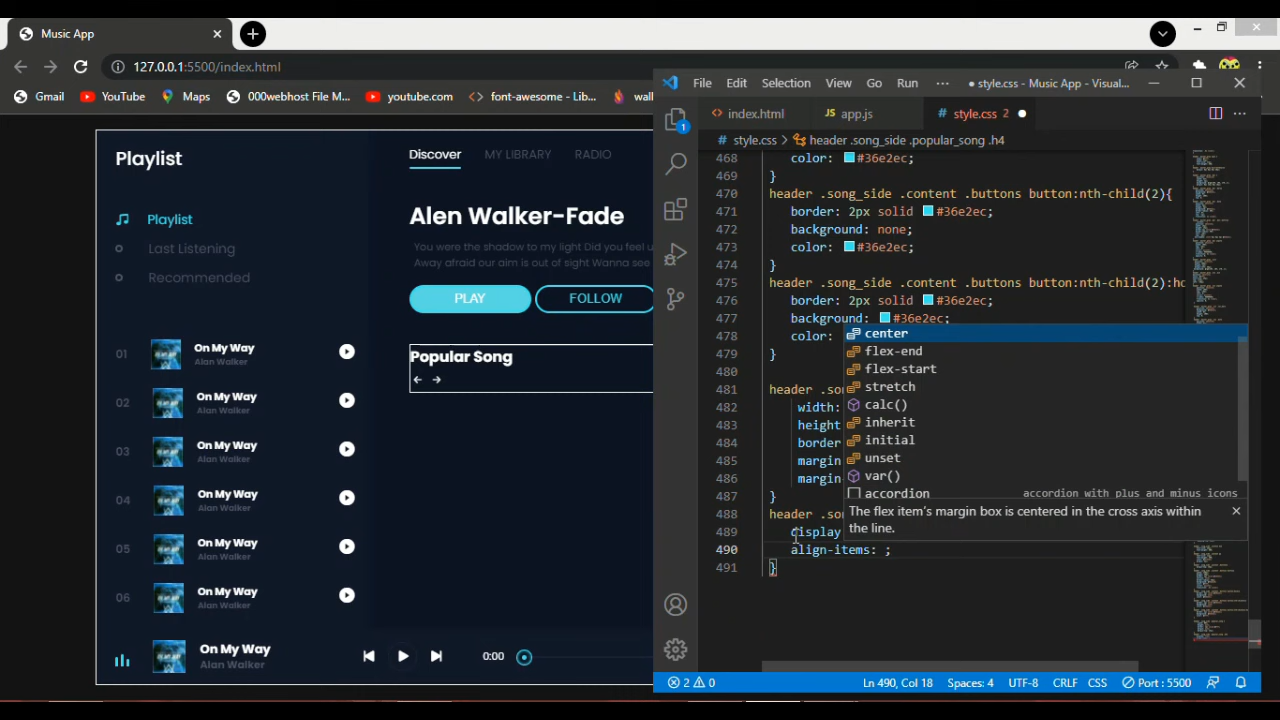 Music App
127.0.0.1:5500/index.html
Gmail YouTube Maps 000webhost File M... youtube.com font-awesome - Lib... wall
File Edit Selection View Go Run ... ● style.css - Music App - Visual...
index.html JS app.js # style.css 2 ●
# style.css > header .song_side .popular_song .h4
Playlist
Playlist
Last Listening
Recommended
01 On My Way
Alan Walker
02 On My Way
Alan Walker
03 On My Way
Alan Walker
04 On My Way
Alan Walker
05 On My Way
Alan Walker
06 On My Way
Alan Walker
On My Way
Alan Walker
0:00
Discover MY LIBRARY RADIO
Alen Walker-Fade
You were the shadow to my light Did you feel u
Away afraid our aim is out of sight Wanna see
PLAY FOLLOW
Popular Song
468 color: #36e2ec;
469 }
470 header .song_side .content .buttons button:nth-child(2){
471 border: 2px solid #36e2ec;
472 background: none;
473 color: #36e2ec;
474 }
475 header .song_side .content .buttons button:nth-child(2):ho
476 border: 2px solid #36e2ec;
477 background: #36e2ec;
478 color:
479 }
480
481 header .so
482 width:
483 height
484 border
485 margin
486 margin
487 }
488 header .so
489 display
490 align-items: ;
491 }
center
flex-end
flex-start
stretch
calc()
inherit
initial
unset
var()
accordion accordion with plus and minus icons
The flex item's margin box is centered in the cross axis within
the line.
2 0 Ln 490, Col 18 Spaces: 4 UTF-8 CRLF CSS Port : 5500